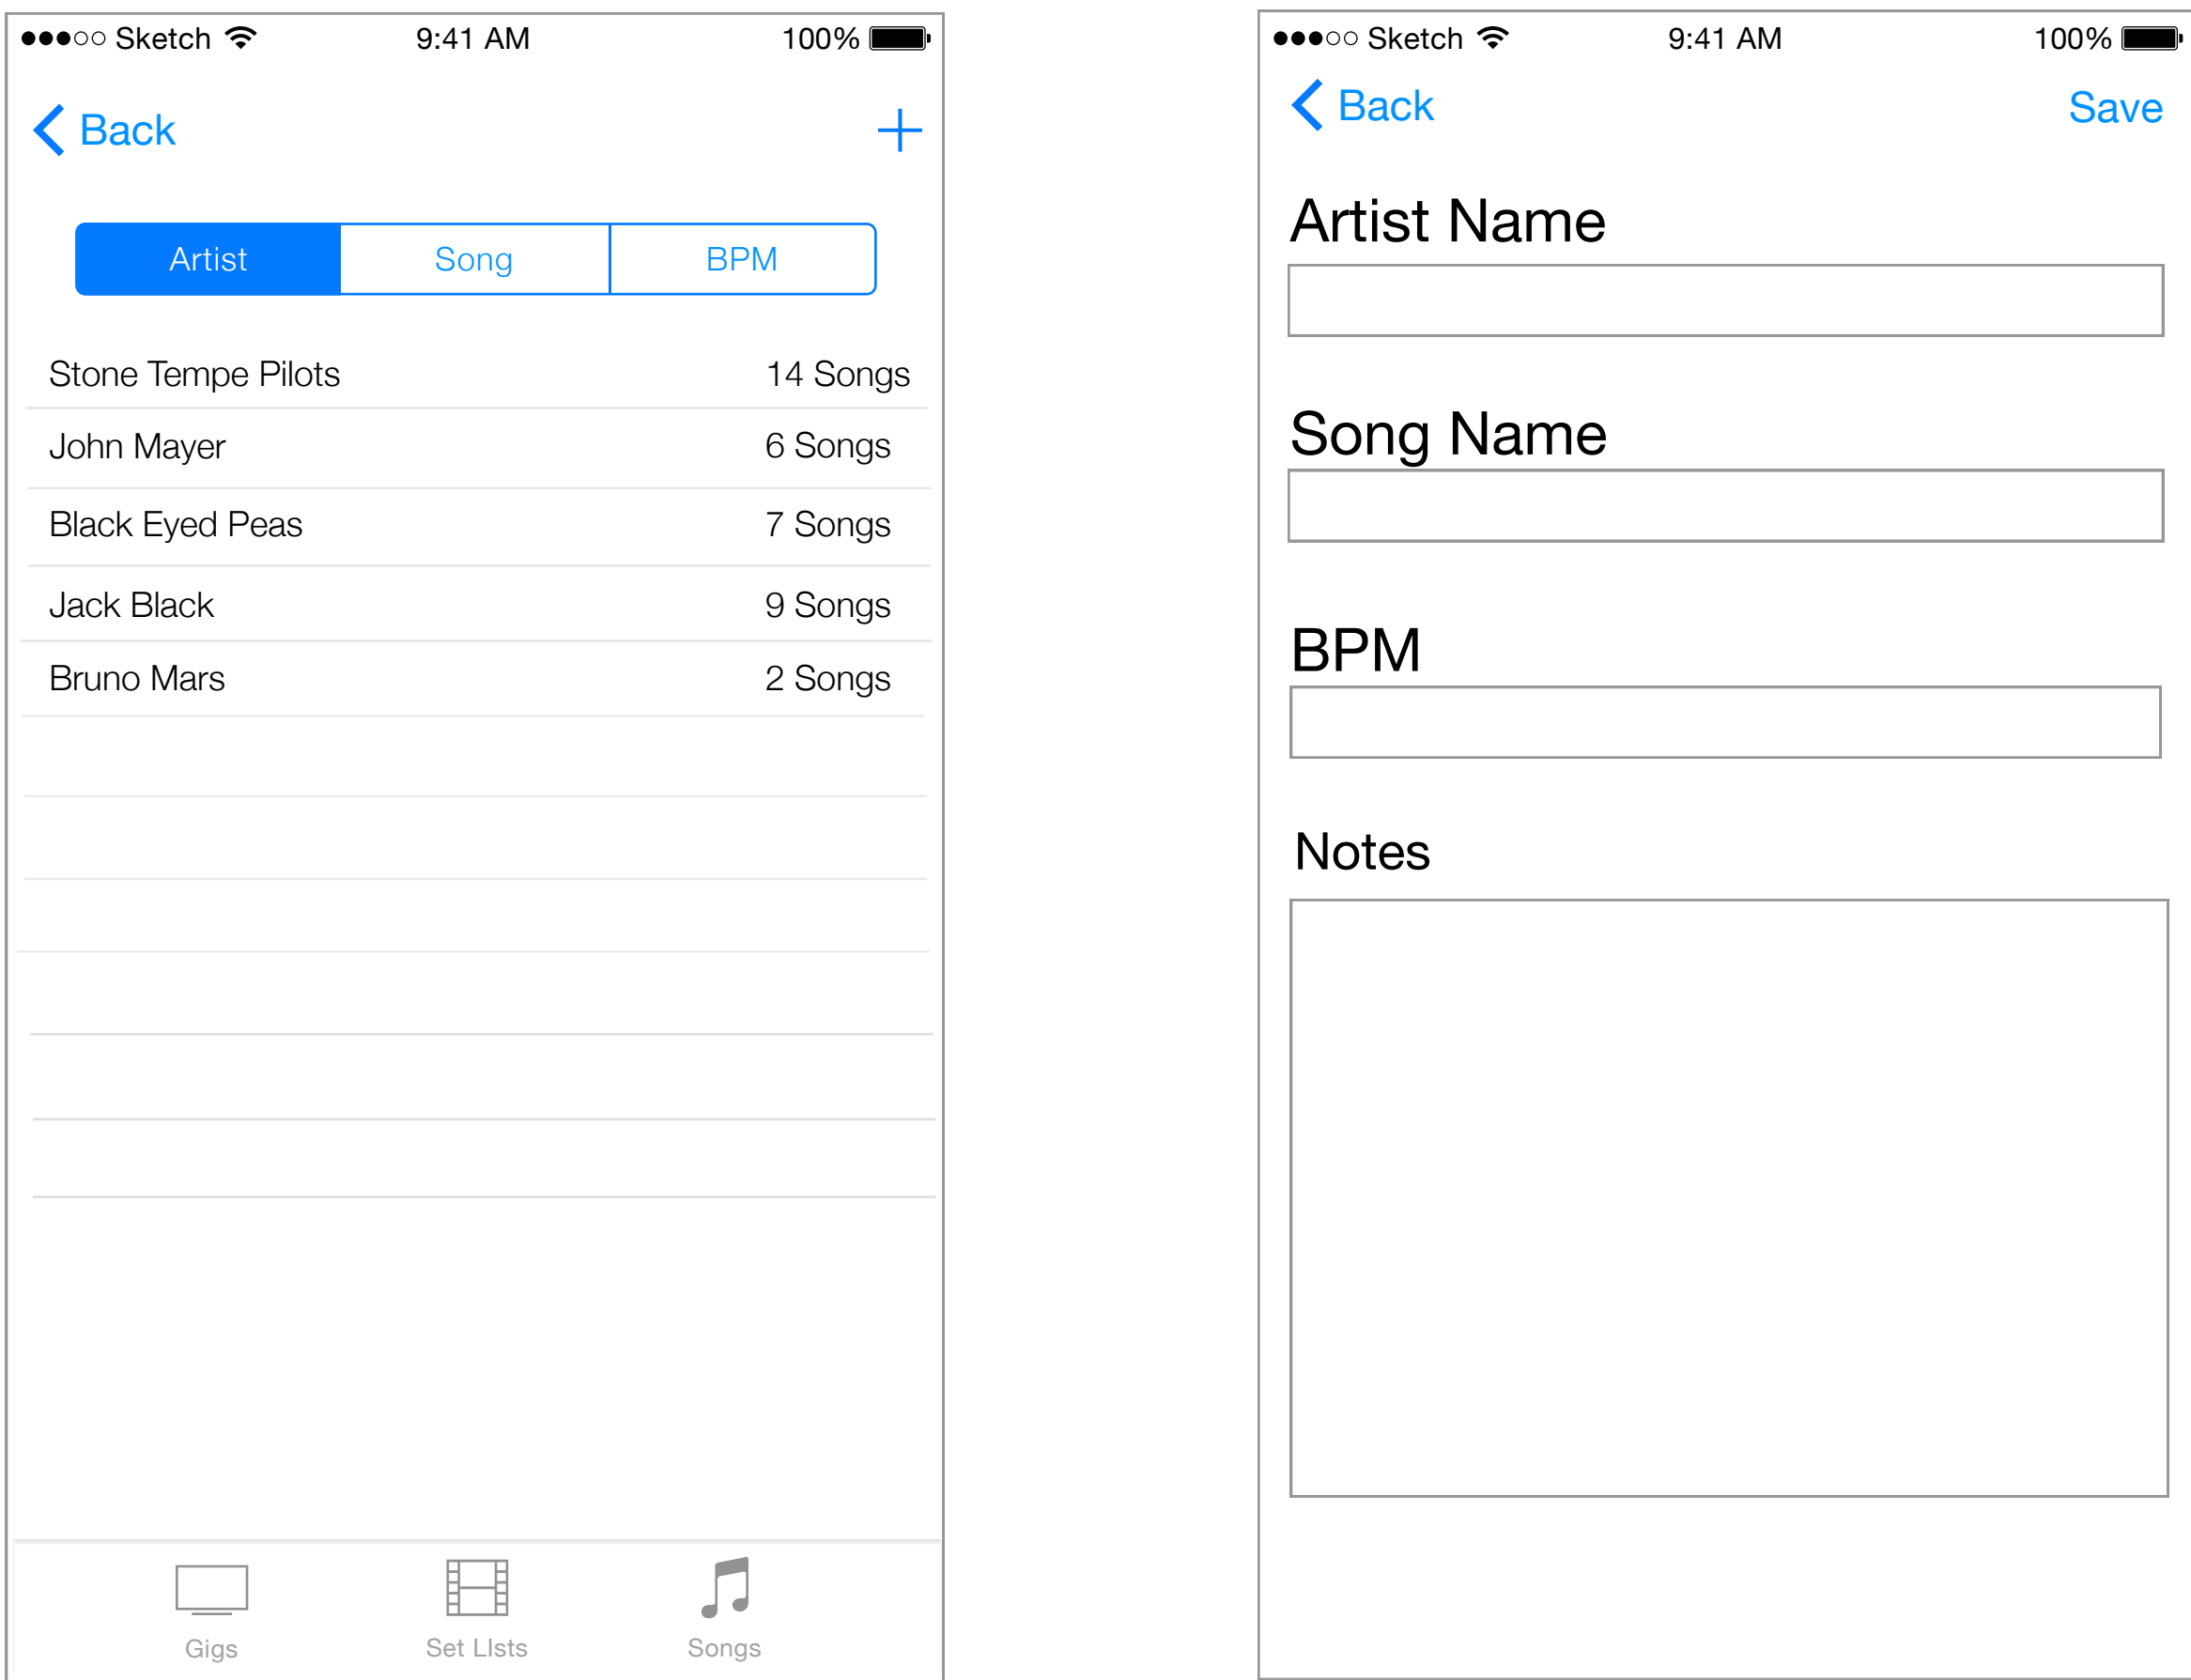 Sketch 9:41 AM 100%
Back
Artist Song BPM
Stone Tempe Pilots 14 Songs
John Mayer 6 Songs
Black Eyed Peas 7 Songs
Jack Black 9 Songs
Bruno Mars 2 Songs
Gigs Set LIsts Songs
Sketch 9:41 AM 100%
Back Save
Artist Name
Song Name
BPM
Notes